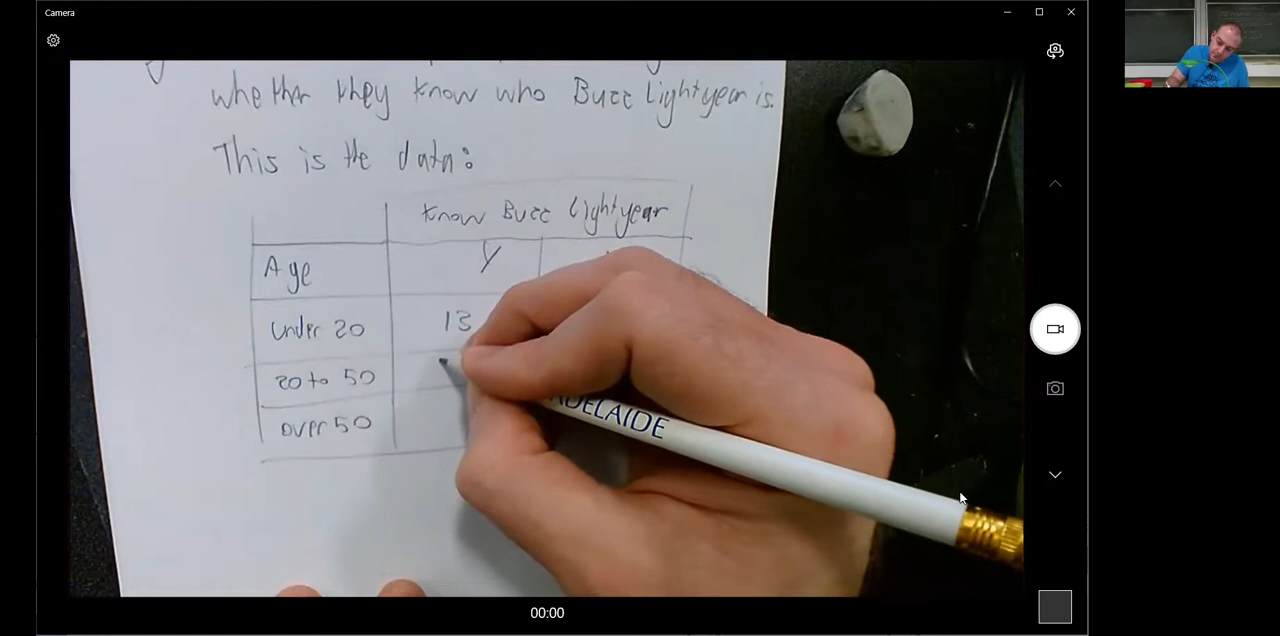 Camera
whether they know who Buzz Lightyear is.
This is the data:
Know Buzz Lightyear
Age Y
Under 20 13
20 to 50
over 50
ADELAIDE
00:00